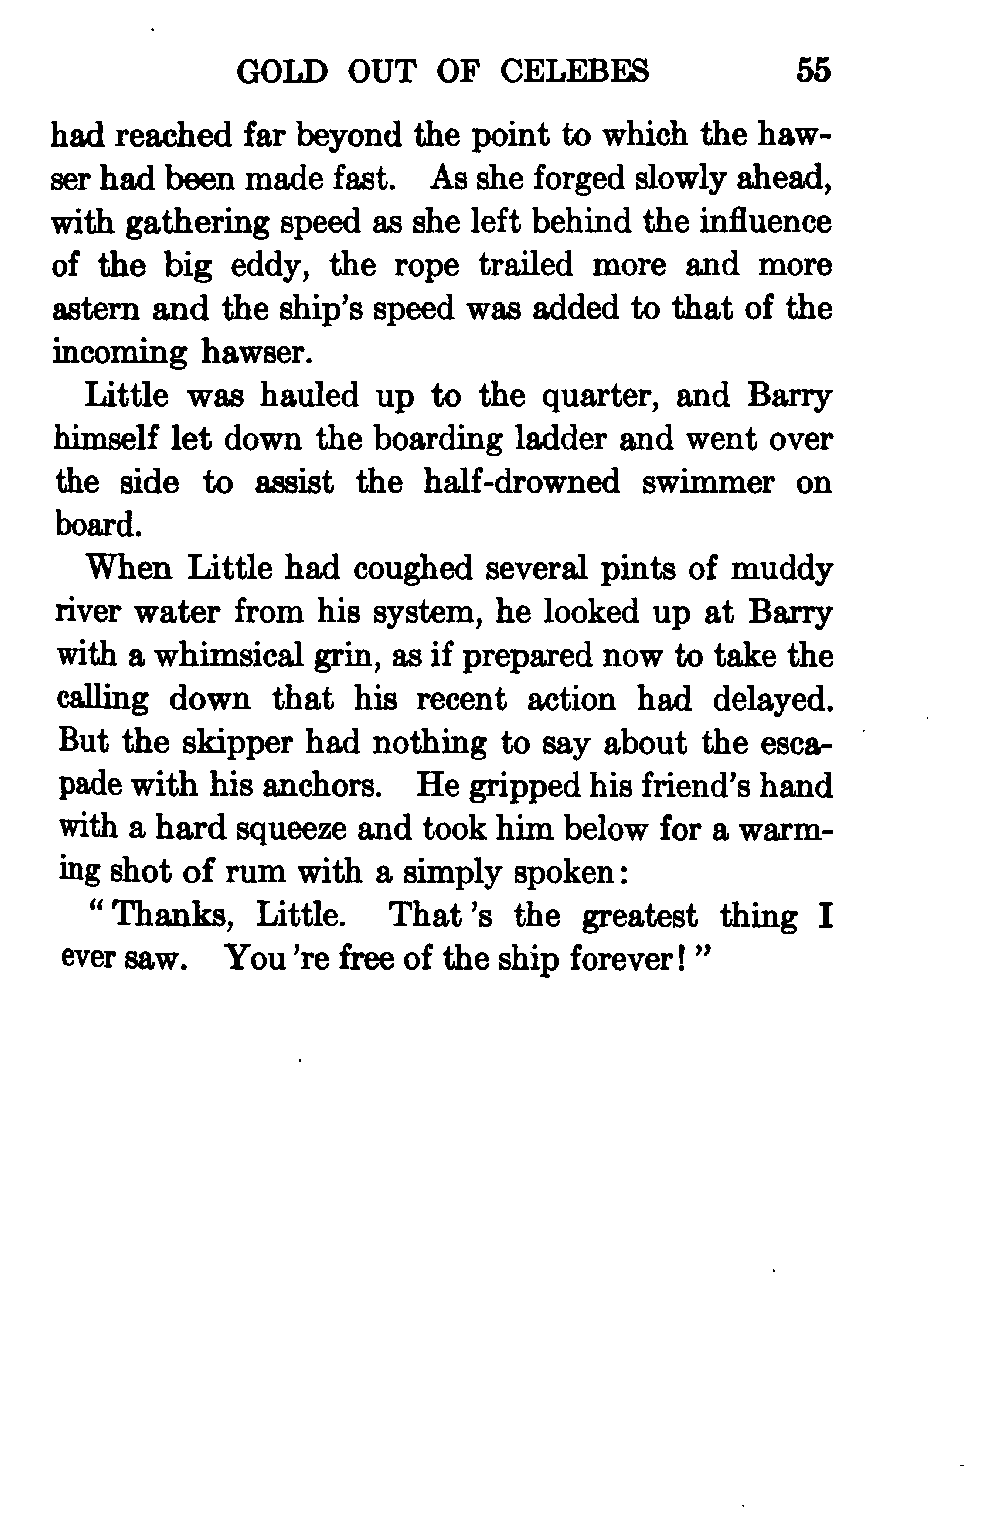 GOLD OUT OF CELEBES 55
had reached far beyond the point to which the haw-
ser had been made fast. As she forged slowly ahead,
with gathering speed as she left behind the influence
of the big eddy, the rope trailed more and more
astern and the ship's speed was added to that of the
incoming hawser.
Little was hauled up to the quarter, and Barry
himself let down the boarding ladder and went over
the side to assist the half-drowned swimmer on
board.
When Little had coughed several pints of muddy
river water from his system, he looked up at Barry
with a whimsical grin, as if prepared now to take the
calling down that his recent action had delayed.
But the skipper had nothing to say about the esca-
pade with his anchors. He gripped his friend's hand
with a hard squeeze and took him below for a warm-
ing shot of rum with a simply spoken:
"Thanks, Little. That 's the greatest thing I
ever saw. You 're free of the ship forever!"